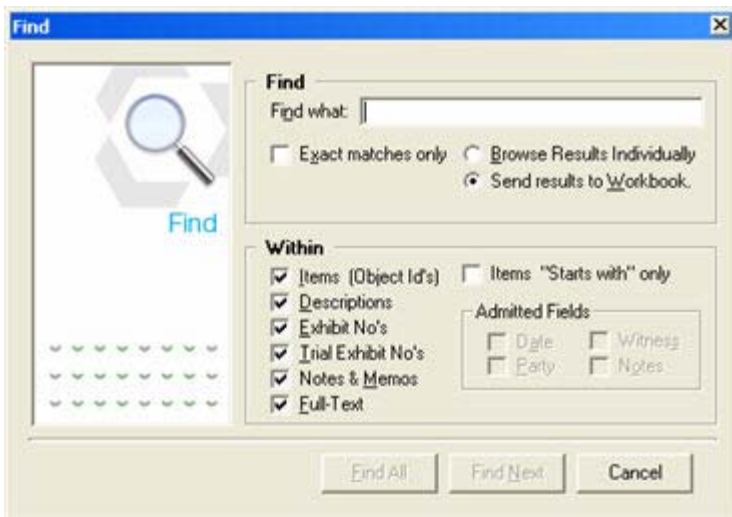 Find
Find
Find
Find what:
Exact matches only
Browse Results Individually
Send results to Workbook.
Within
Items (Object Id's)
Items "Starts with" only
Descriptions
Exhibit No's
Trial Exhibit No's
Notes & Memos
Full-Text
Admitted Fields
Date
Witness
Party
Notes
Find All
Find Next
Cancel